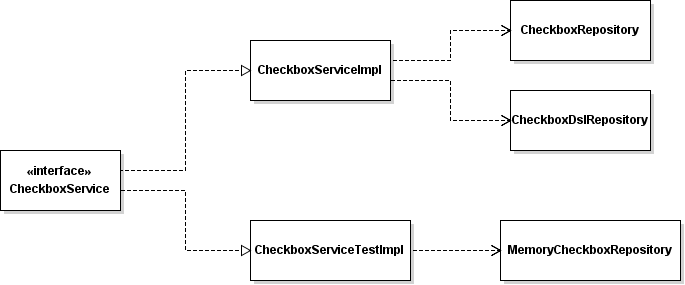 CheckboxRepository
CheckboxServiceImpl
CheckboxDslRepository
«interface»
CheckboxService
CheckboxServiceTestImpl
MemoryCheckboxRepository